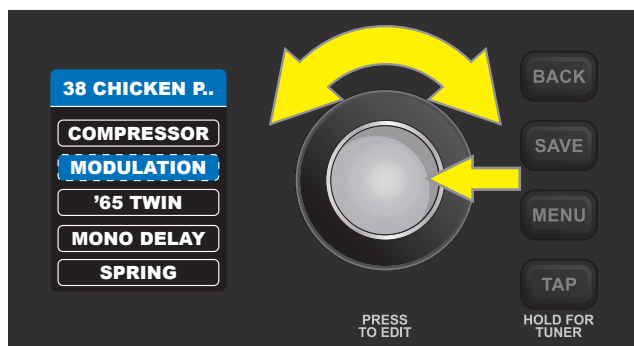 38 CHICKEN P..
COMPRESSOR
MODULATION
’65 TWIN
MONO DELAY
SPRING
PRESS
TO EDIT
BACK
SAVE
MENU
TAP
HOLD FOR
TUNER